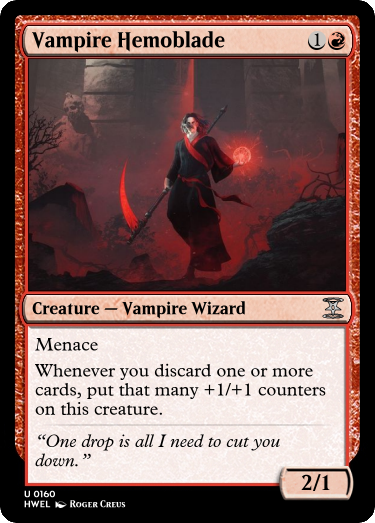 Vampire Hemoblade 1
Creature — Vampire Wizard
Menace
Whenever you discard one or more
cards, put that many +1/+1 counters
on this creature.
“One drop is all I need to cut you
down.”
2/1
U 0160
HWEL Roger Creus